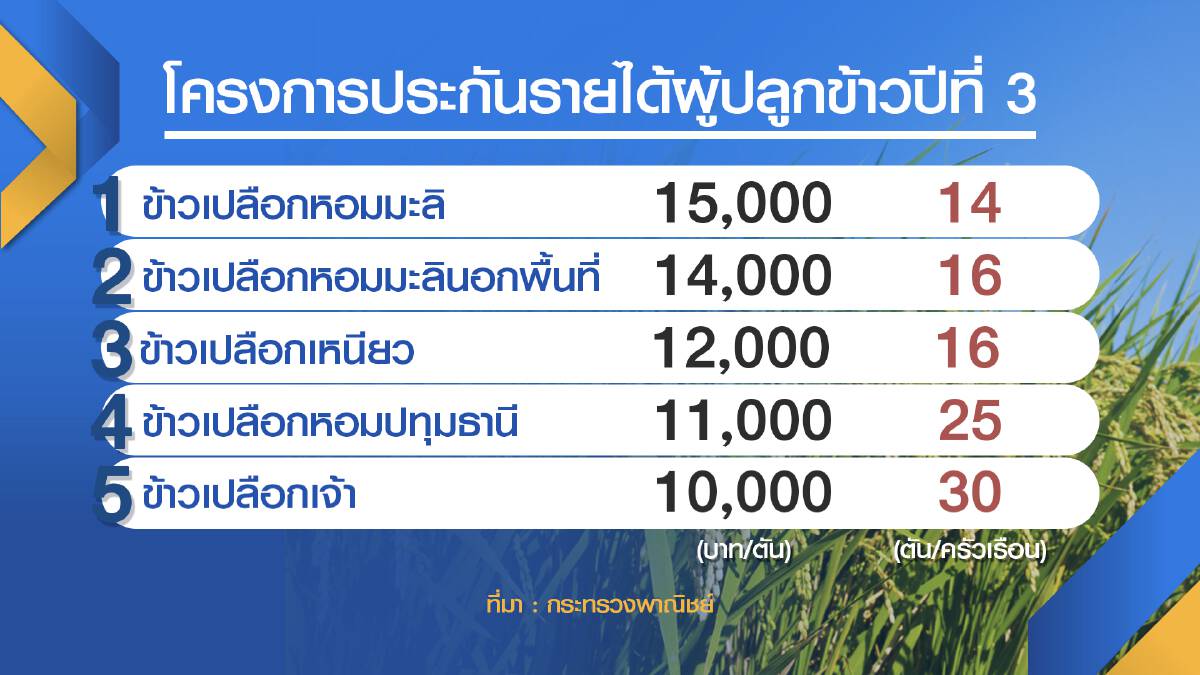 โครงการประกันรายได้ผู้ปลูกข้าวปีที่ 3
1 ข้าวเปลือกหอมมะลิ 15,000 14
2 ข้าวเปลือกหอมมะลินอกพื้นที่ 14,000 16
3 ข้าวเปลือกเหนียว 12,000 16
4 ข้าวเปลือกหอมปทุมธานี 11,000 25
5 ข้าวเปลือกเจ้า 10,000 30
(บาท/ตัน) (ตัน/ครัวเรือน)
ที่มา : กระทรวงพาณิชย์